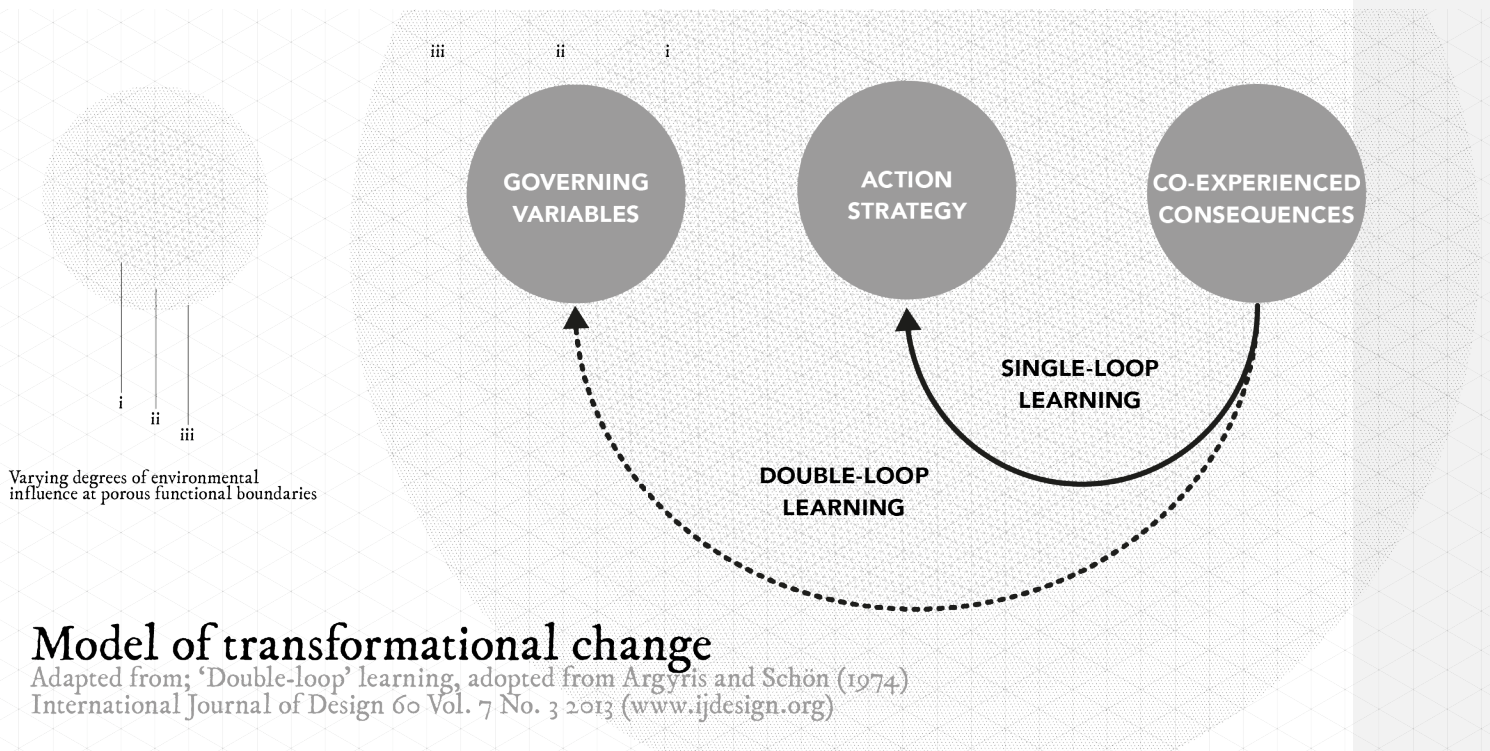 iii ii i
GOVERNING
VARIABLES
ACTION
STRATEGY
CO-EXPERIENCED
CONSEQUENCES
SINGLE-LOOP
LEARNING
DOUBLE-LOOP
LEARNING
i
ii
iii
Varying degrees of environmental
influence at porous functional boundaries
Model of transformational change
Adapted from; ‘Double-loop’ learning, adopted from Argyris and Schön (1974)
International Journal of Design 60 Vol. 7 No. 3 2013 (www.ijdesign.org)